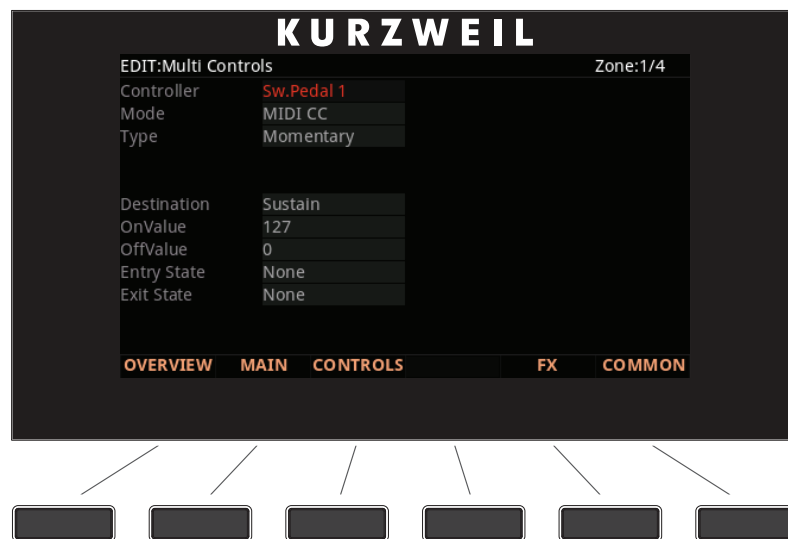 KURZWEIL
EDIT:Multi Controls Zone:1/4
Controller Sw.Pedal 1
Mode MIDI CC
Type Momentary
Destination Sustain
OnValue 127
OffValue 0
Entry State None
Exit State None
OVERVIEW MAIN CONTROLS FX COMMON